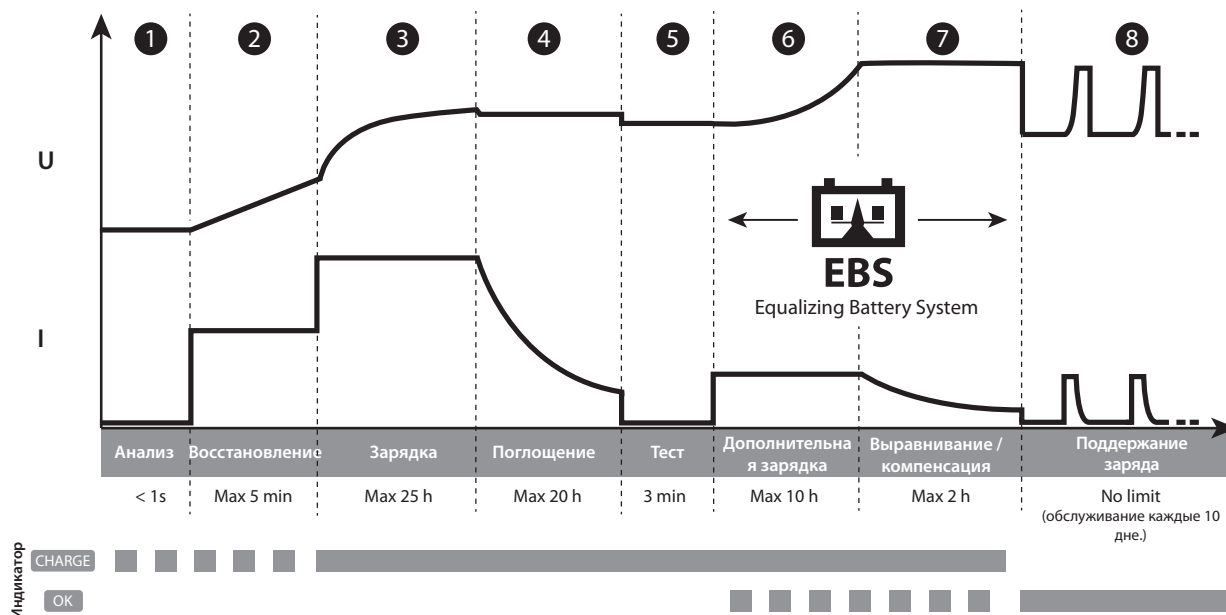 1 2 3 4 5 6 7 8
U
EBS
Equalizing Battery System
I
Анализ
Восстановление
Зарядка
Поглощение
Тест
Дополнительна
я зарядка
Выравнивание /
компенсация
Поддержание
заряда
< 1s
Max 5 min
Max 25 h
Max 20 h
3 min
Max 10 h
Max 2 h
No limit
(обслуживание каждые 10
дне.)
Индикатор
CHARGE
OK